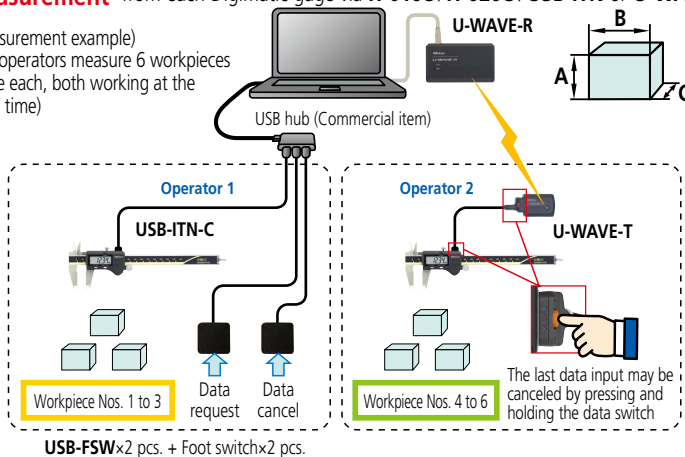 surement from each Digimatic gage via
U-WAVE-R
surement example)
operators measure 6 workpieces
e each, both working at the
time)
B
A
C
USB hub (Commercial item)
Operator 1
USB-ITN-C
Operator 2
U-WAVE-T
Workpiece Nos. 1 to 3
Data
request
Data
cancel
Workpiece Nos. 4 to 6
The last data input may be
canceled by pressing and
holding the data switch
USB-FSW×2 pcs. + Foot switch×2 pcs.